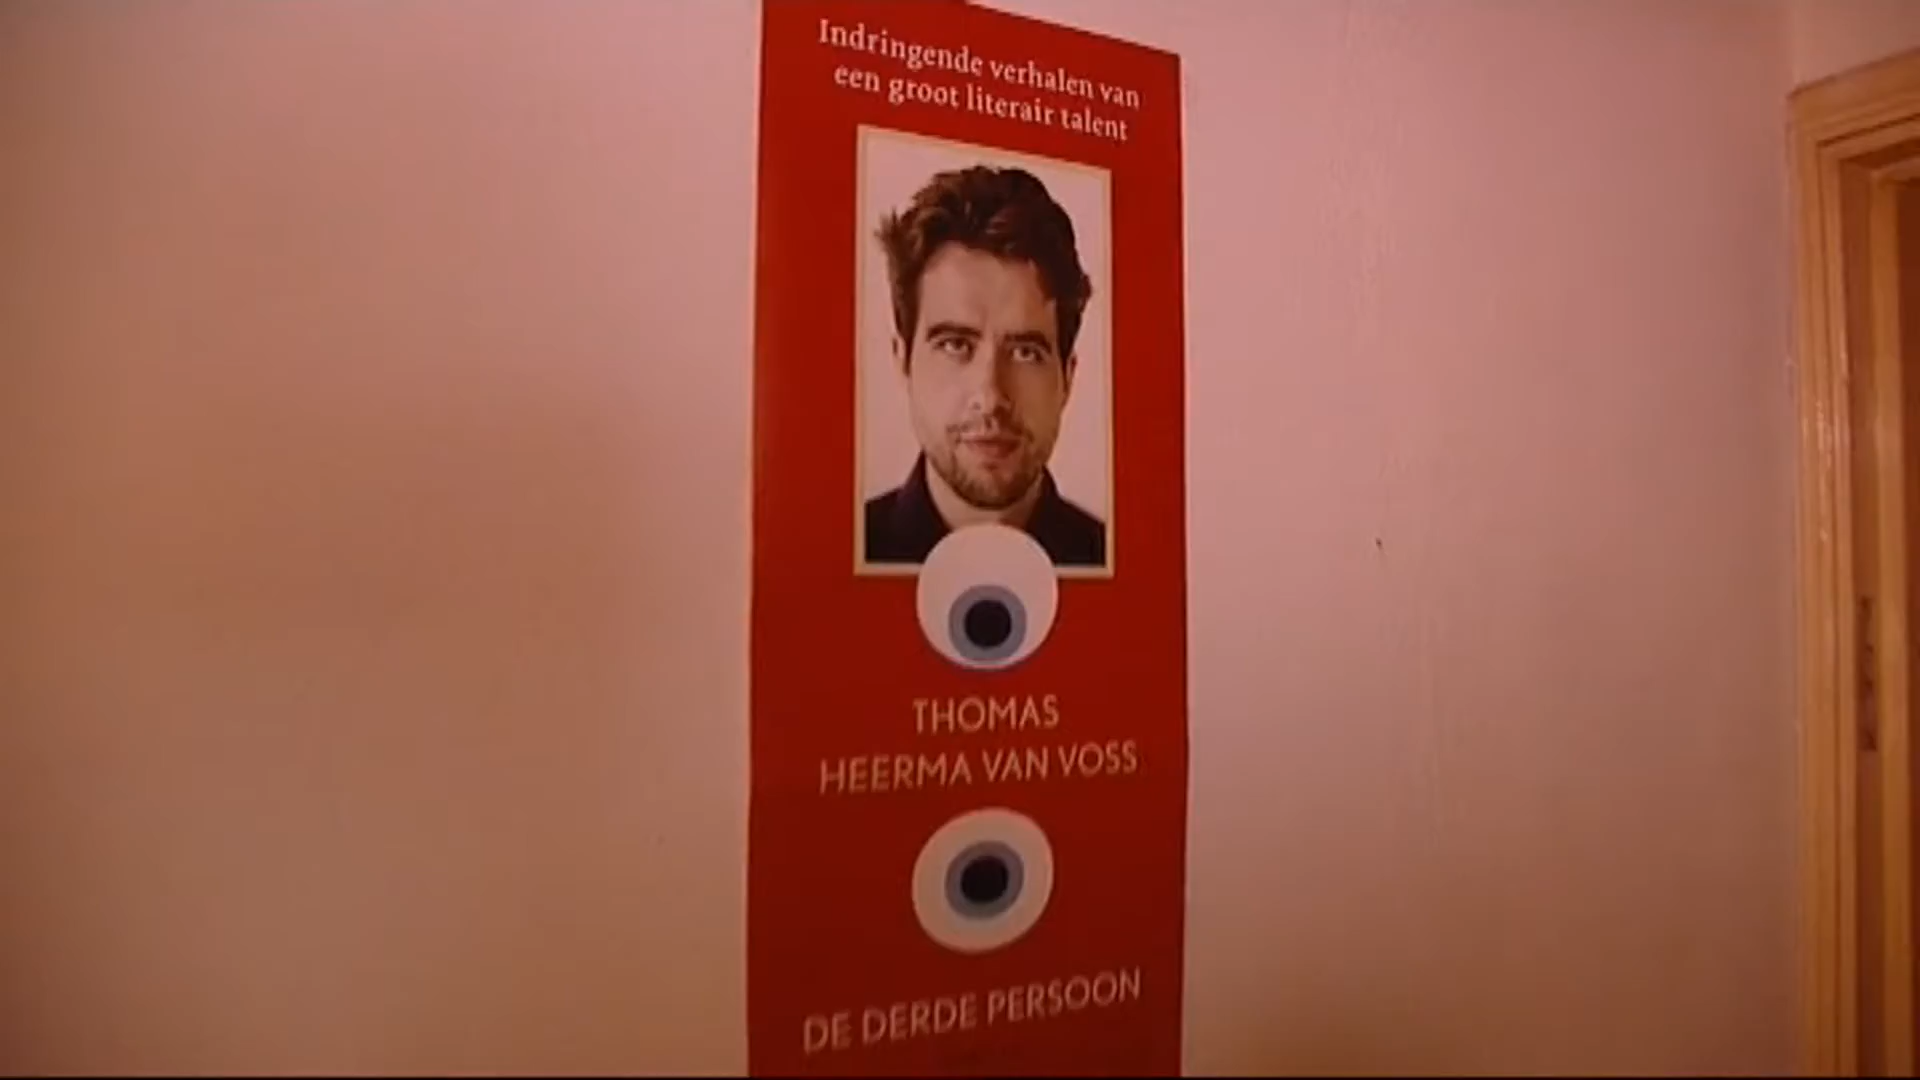 Indringende verhalen van
een groot literair talent
THOMAS
HEERMA VAN VOSS
DE DERDE PERSOON